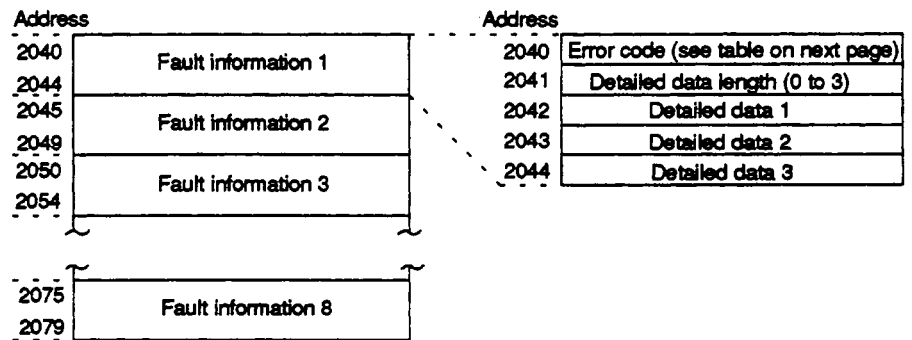 Address
2040
Fault information 1
2044
2045
Fault information 2
2049
2050
Fault information 3
2054
2075
Fault information 8
2079
Address
2040 Error code (see table on next page)
2041 Detailed data length (0 to 3)
2042 Detailed data 1
2043 Detailed data 2
2044 Detailed data 3